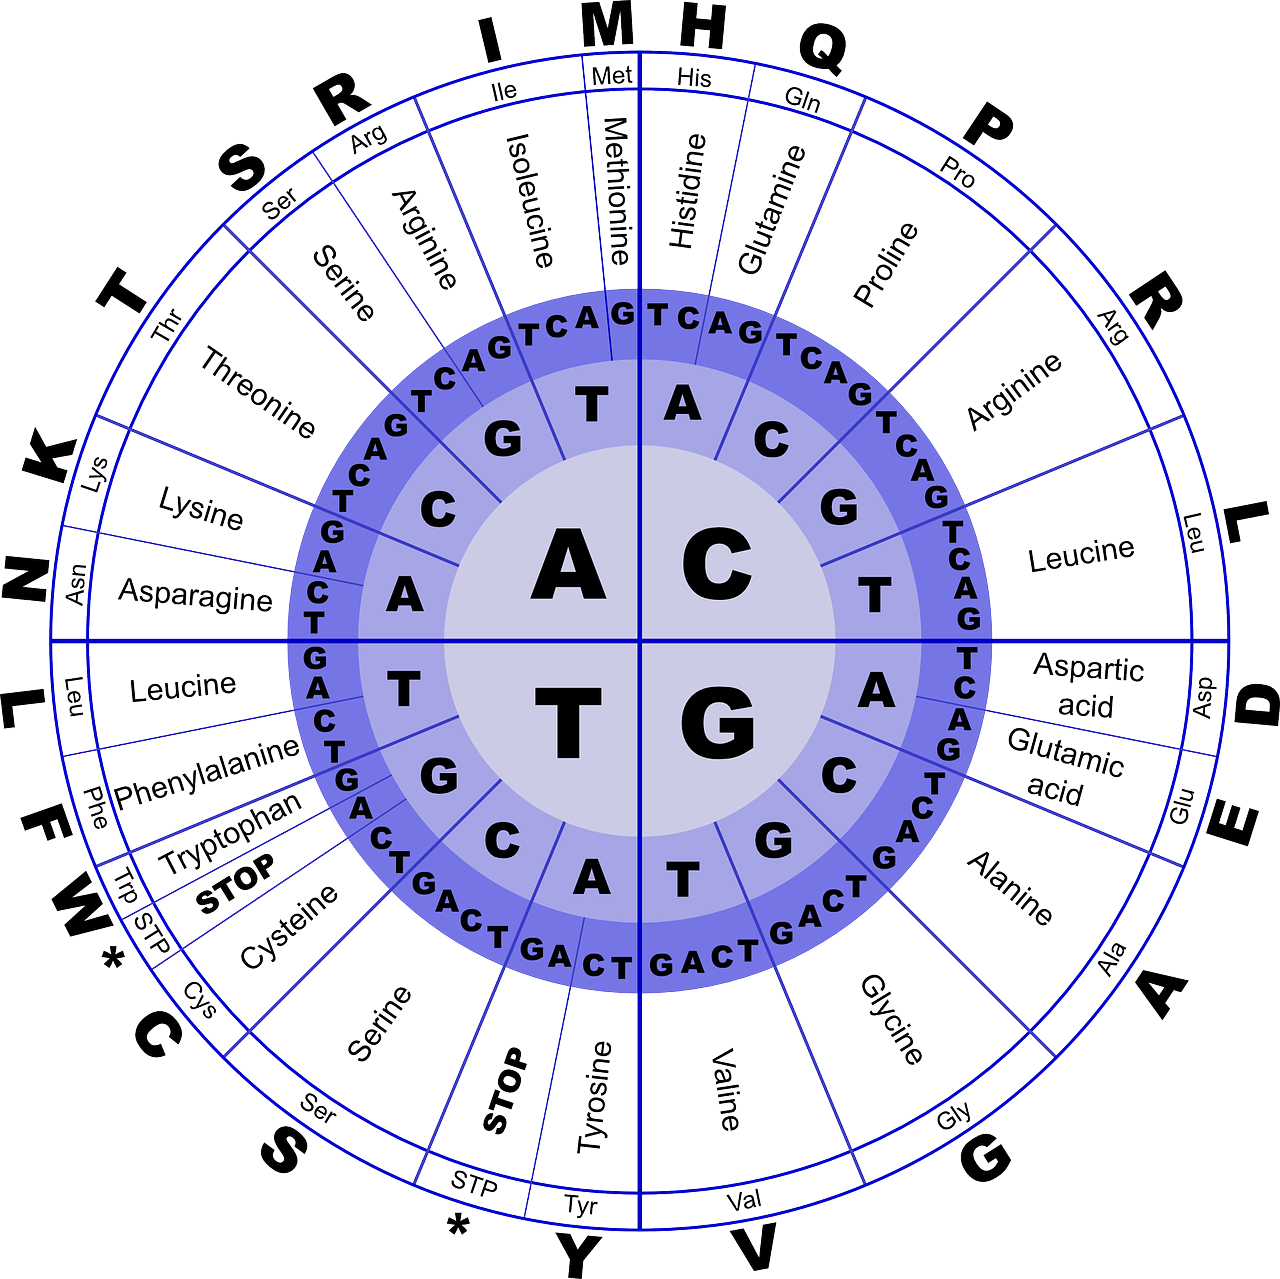 H
Q
P
R
L
D
E
A
G
V
Y
*
S
C
*
W
F
L
N
K
T
S
R
I
M
His
Gln
Pro
Arg
Leu
Asp
Glu
Ala
Gly
Val
Tyr
STP
Ser
Cys
STP
Trp
Phe
Leu
Asn
Lys
Thr
Ser
Arg
Ile
Met
Histidine
Glutamine
Proline
Arginine
Leucine
Aspartic
acid
Glutamic
acid
Alanine
Glycine
Valine
Tyrosine
STOP
Serine
Cysteine
STOP
Tryptophan
Phenylalanine
Leucine
Asparagine
Lysine
Threonine
Serine
Arginine
Isoleucine
Methionine
T C A G T C A G T C A G T C A G
T C A G T C A G T C A G T C A G
T C A G T C A G T C A G T C A G
T C A G T C A G T C A G T C A G
A C G T
A C G T
A C G T
A C G T
A C
T G